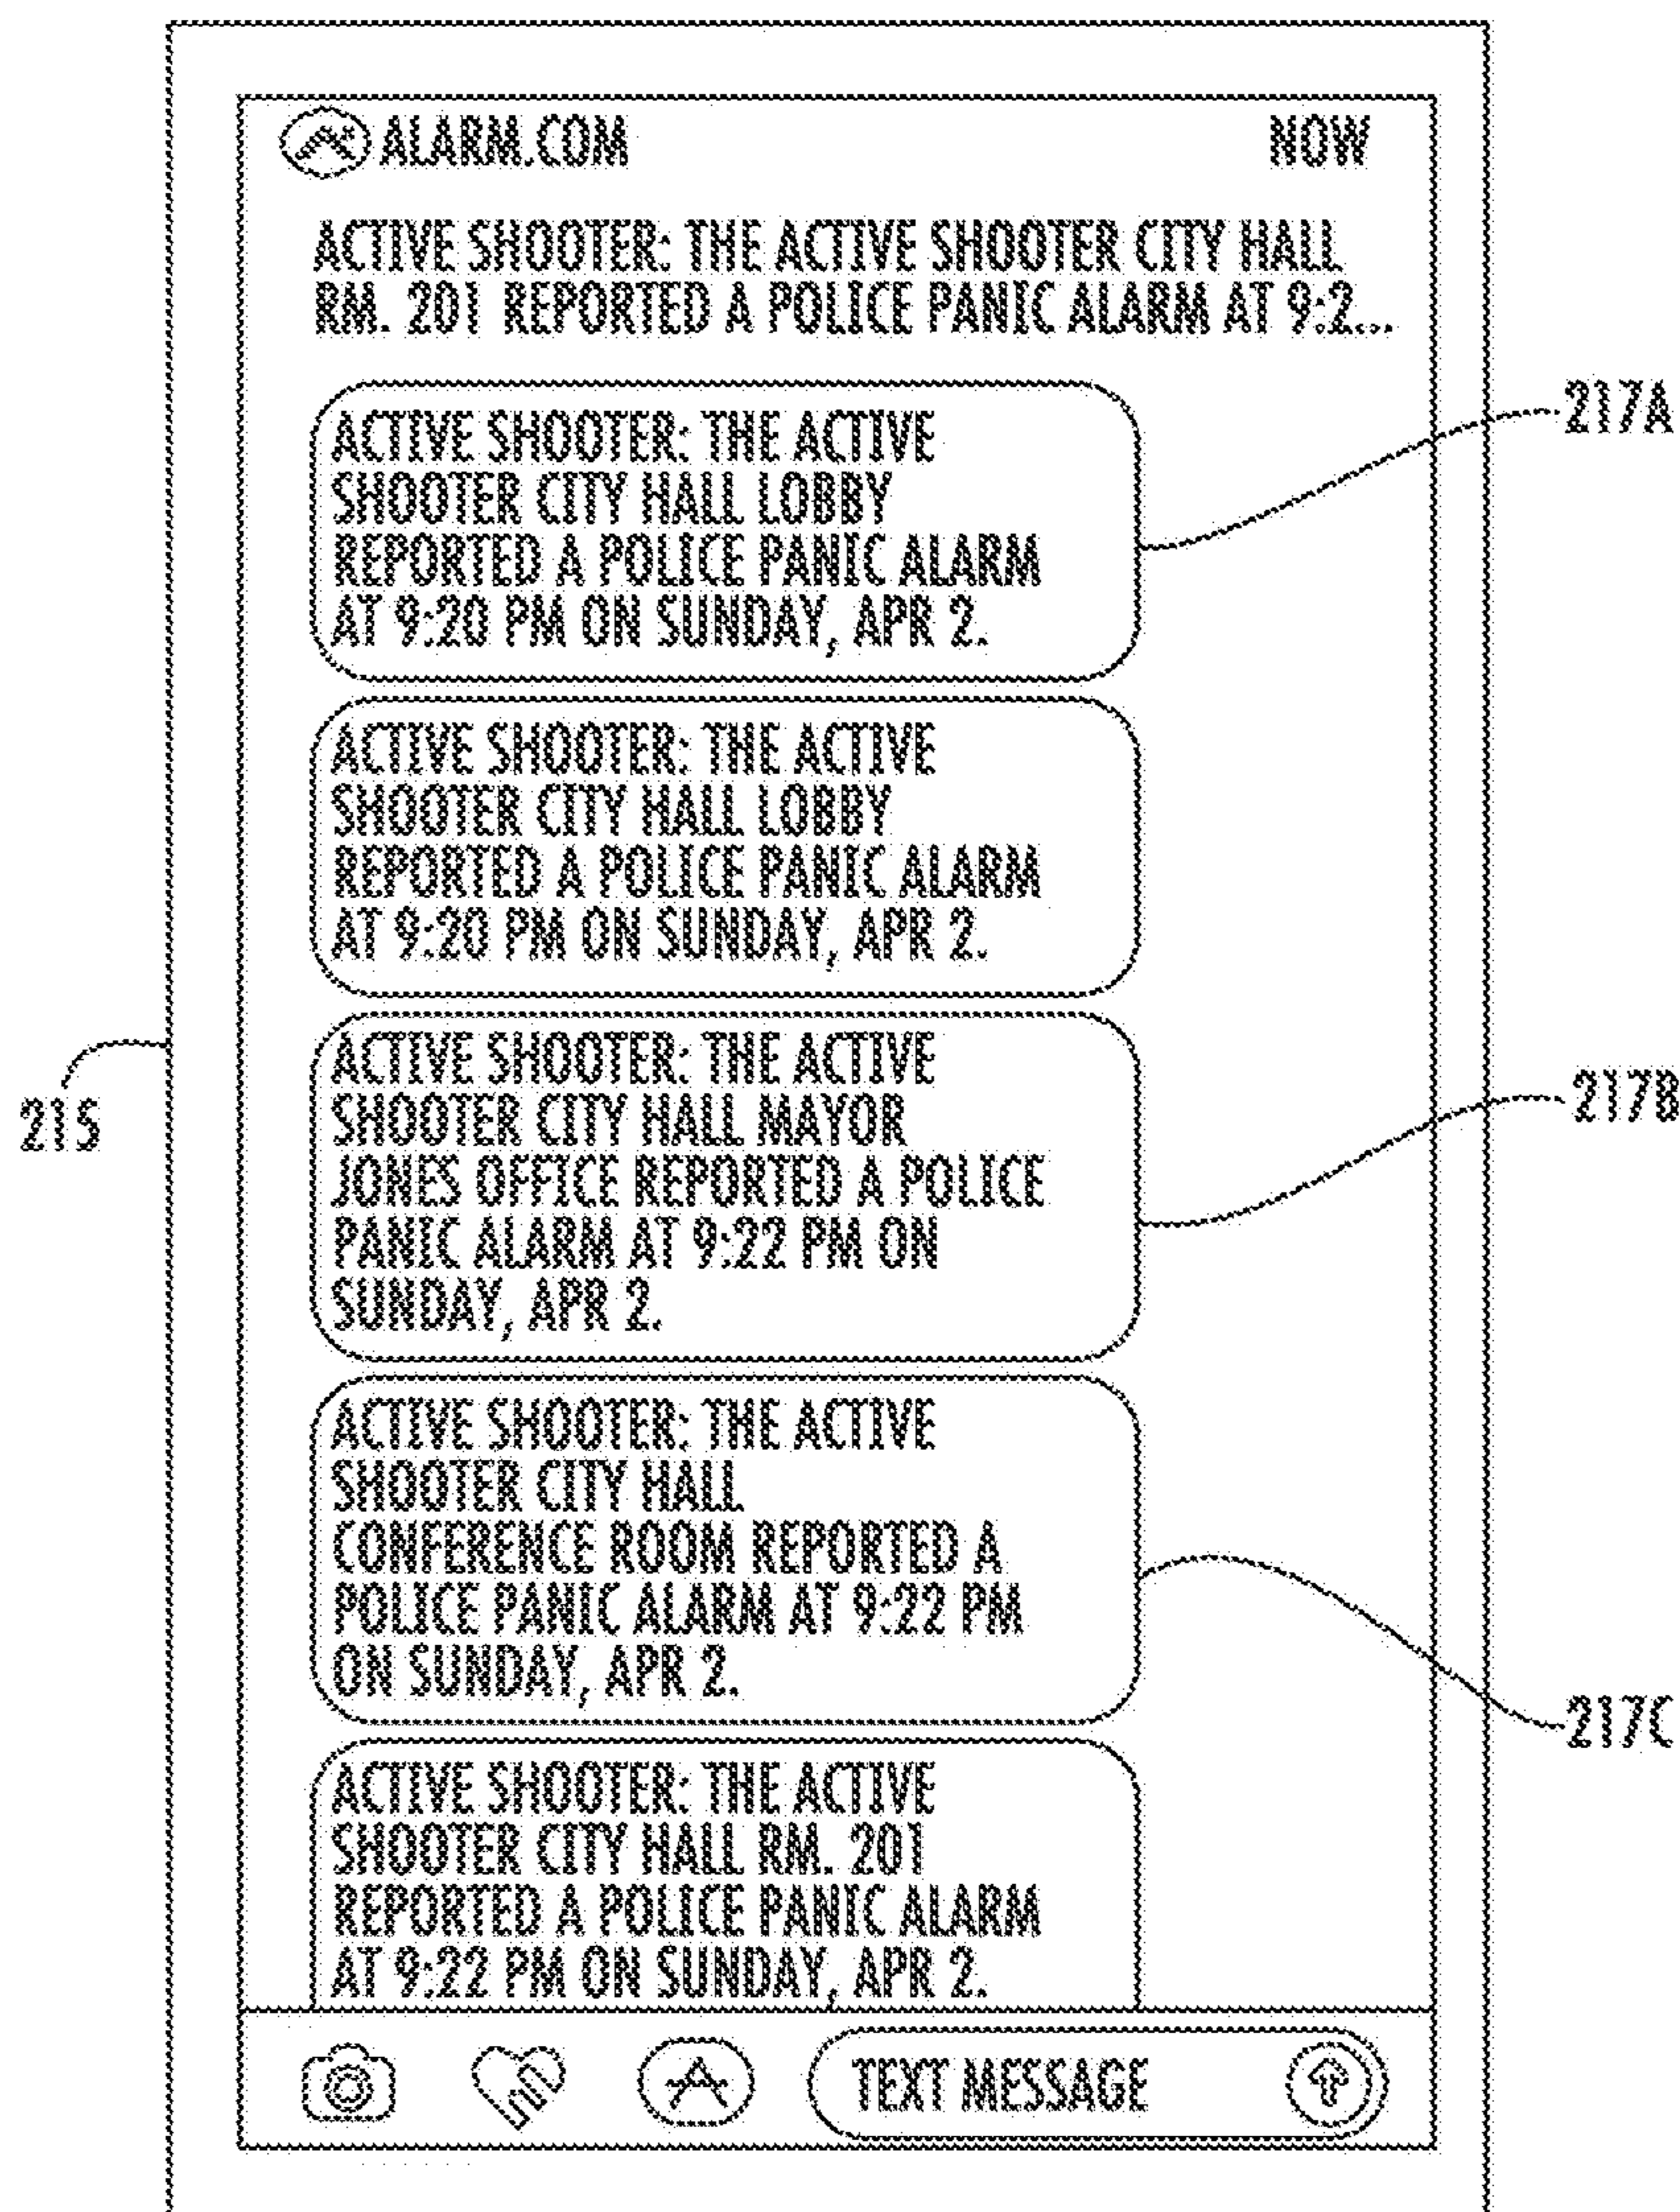 ALARM.COM NOW
ACTIVE SHOOTER: THE ACTIVE SHOOTER CITY HALL
RM. 201 REPORTED A POLICE PANIC ALARM AT 9:2...
217A
ACTIVE SHOOTER: THE ACTIVE
SHOOTER CITY HALL LOBBY
REPORTED A POLICE PANIC ALARM
AT 9:20 PM ON SUNDAY, APR 2.
ACTIVE SHOOTER: THE ACTIVE
SHOOTER CITY HALL LOBBY
REPORTED A POLICE PANIC ALARM
AT 9:20 PM ON SUNDAY, APR 2.
215
217B
ACTIVE SHOOTER: THE ACTIVE
SHOOTER CITY HALL MAYOR
JONES OFFICE REPORTED A POLICE
PANIC ALARM AT 9:22 PM ON
SUNDAY, APR 2.
ACTIVE SHOOTER: THE ACTIVE
SHOOTER CITY HALL
CONFERENCE ROOM REPORTED A
POLICE PANIC ALARM AT 9:22 PM
ON SUNDAY, APR 2.
217C
ACTIVE SHOOTER: THE ACTIVE
SHOOTER CITY HALL RM. 201
REPORTED A POLICE PANIC ALARM
AT 9:22 PM ON SUNDAY, APR 2.
TEXT MESSAGE